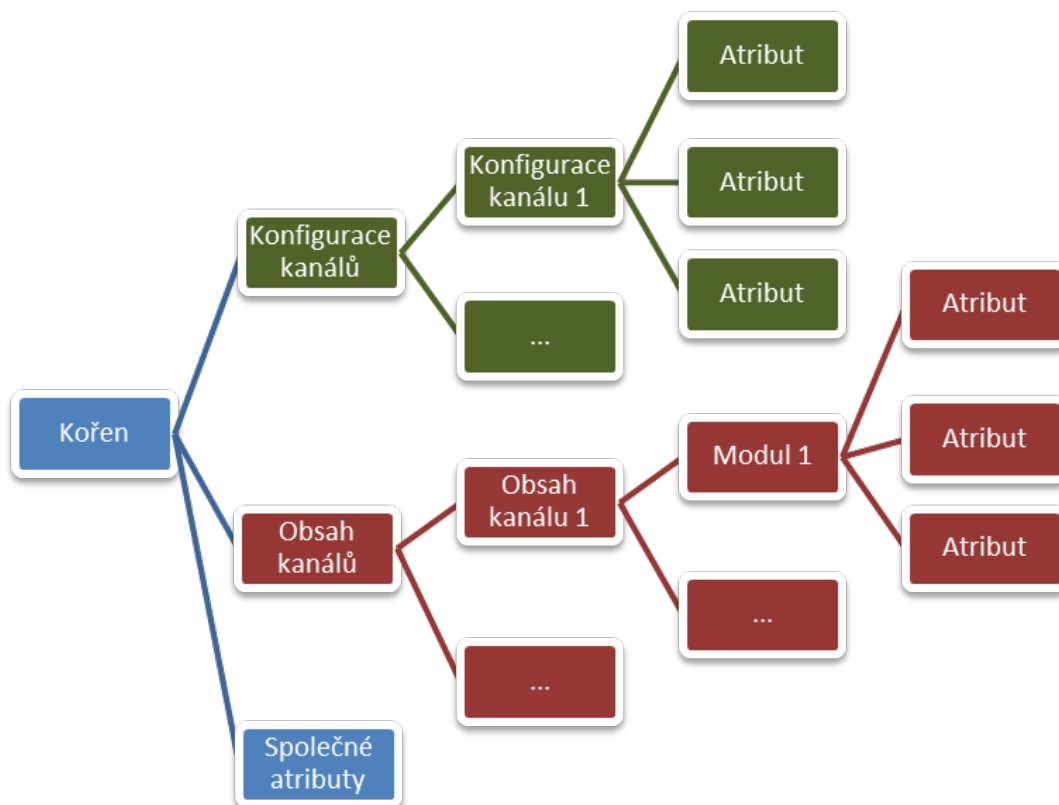 Atribut
Konfigurace
kanálu 1
Atribut
Konfigurace
kanálů
Atribut
Atribut
...
Kořen
Modul 1
Atribut
Obsah
kanálu 1
Obsah
kanálů
Atribut
...
...
Společné
atributy